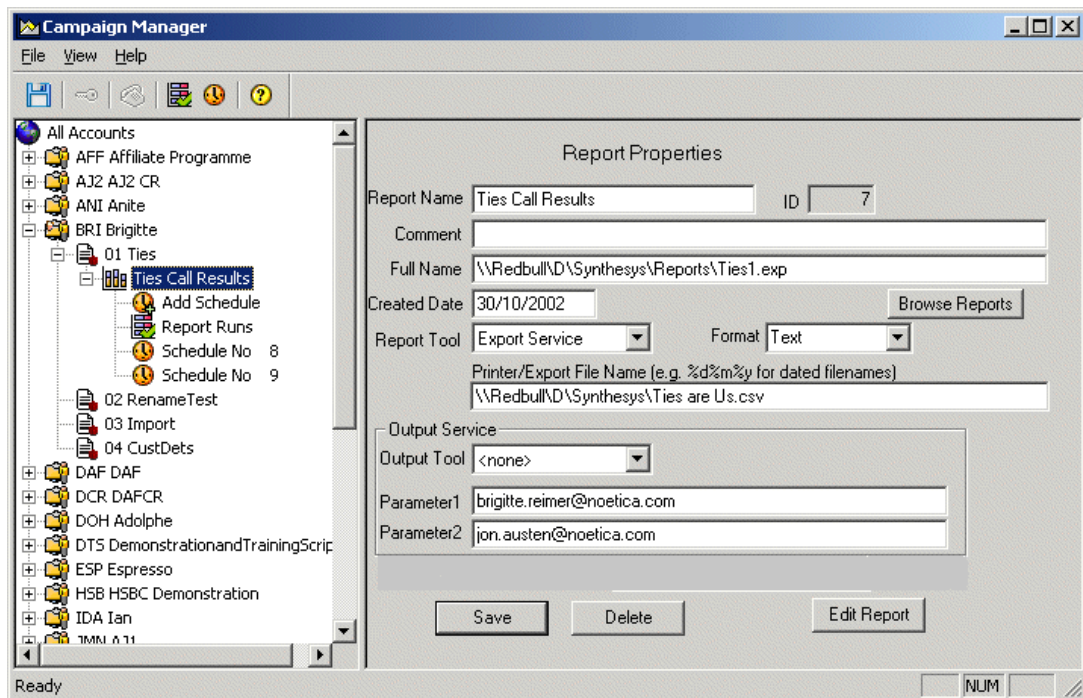 Campaign Manager
File View Help
All Accounts
AFF Affiliate Programme
AJ2 AJ2 CR
ANI Anite
BRI Brigitte
01 Ties
Ties Call Results
Add Schedule
Report Runs
Schedule No 8
Schedule No 9
02 RenameTest
03 Import
04 CustDets
DAF DAF
DCR DAFCR
DOH Adolphe
DTS DemonstrationandTrainingScrip
ESP Espresso
HSB HSBC Demonstration
IDA Ian
JMN AJ1
Report Properties
Report Name Ties Call Results ID 7
Comment
Full Name \\Redbull\D\Synthesys\Reports\Ties1.exp
Created Date 30/10/2002 Browse Reports
Report Tool Export Service Format Text
Printer/Export File Name (e.g. %d%m%y for dated filenames)
\\Redbull\D\Synthesys\Ties are Us.csv
Output Service
Output Tool <none>
Parameter1 brigitte.reimer@noetica.com
Parameter2 jon.austen@noetica.com
Save Delete Edit Report
Ready NUM